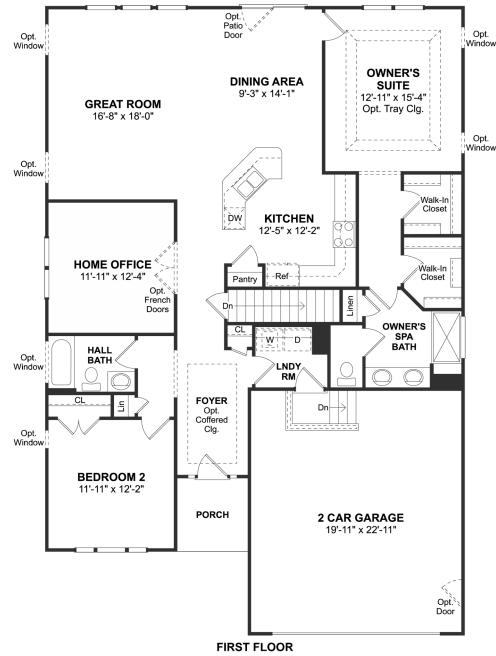 Opt.
Patio
Door
Opt.
Window
Opt.
Window
OWNER'S
SUITE
12'-11" x 15'-4"
Opt. Tray Clg.
DINING AREA
9'-3" x 14'-1"
GREAT ROOM
16'-8" x 18'-0"
Opt.
Window
Opt.
Window
DW
KITCHEN
12'-5" x 12'-2"
Walk-In
Closet
HOME OFFICE
11'-11" x 12'-4"
Opt.
French
Doors
Pantry
Ref
Walk-In
Closet
Dn
Linen
OWNER'S
SPA
BATH
CL
W
D
LNDY
RM
Opt.
Window
HALL
BATH
CL
Lin
FOYER
Opt.
Coffered
Clg.
Dn
Opt.
Window
BEDROOM 2
11'-11" x 12'-2"
PORCH
2 CAR GARAGE
19'-11" x 22'-11"
Opt.
Door
FIRST FLOOR